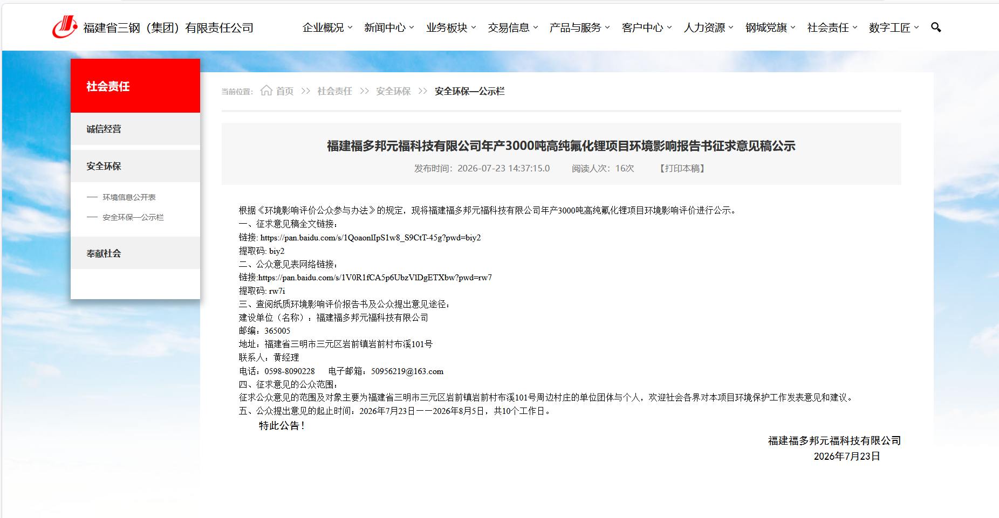 福建省三钢（集团）有限责任公司
企业概况 新闻中心 业务板块 交易信息 产品与服务 客户中心 人力资源 钢城党旗 社会责任 数字工匠
社会责任
诚信经营
安全环保
环境信息公开表
安全环保—公示栏
奉献社会
当前位置： 首页 >> 社会责任 >> 安全环保 >> 安全环保—公示栏
福建福多邦元福科技有限公司年产3000吨高纯氟化锂项目环境影响报告书征求意见稿公示
发布时间：2026-07-23 14:37:15.0 阅读人次：16次 【打印本稿】
根据《环境影响评价公众参与办法》的规定，现将福建福多邦元福科技有限公司年产3000吨高纯氟化锂项目环境影响评价进行公示。
一、征求意见稿全文链接：
链接: https://pan.baidu.com/s/1QoaonlIpS1w8_S9CtT-45g?pwd=biy2
提取码: biy2
二、公众意见表网络链接：
链接:https://pan.baidu.com/s/1V0R1fCA5p6UbzVlDgETXbw?pwd=rw7
提取码: rw7i
三、查阅纸质环境影响评价报告书及公众提出意见途径：
建设单位（名称）：福建福多邦元福科技有限公司
邮编：365005
地址：福建省三明市三元区岩前镇岩前村布溪101号
联系人：黄经理
电话：0598-8090228 电子邮箱：50956219@163.com
四、征求意见的公众范围：
征求公众意见的范围及对象主要为福建省三明市三元区岩前镇岩前村布溪101号周边村庄的单位团体与个人，欢迎社会各界对本项目环境保护工作发表意见和建议。
五、公众提出意见的起止时间：2026年7月23日——2026年8月5日，共10个工作日。
特此公告！
福建福多邦元福科技有限公司
2026年7月23日